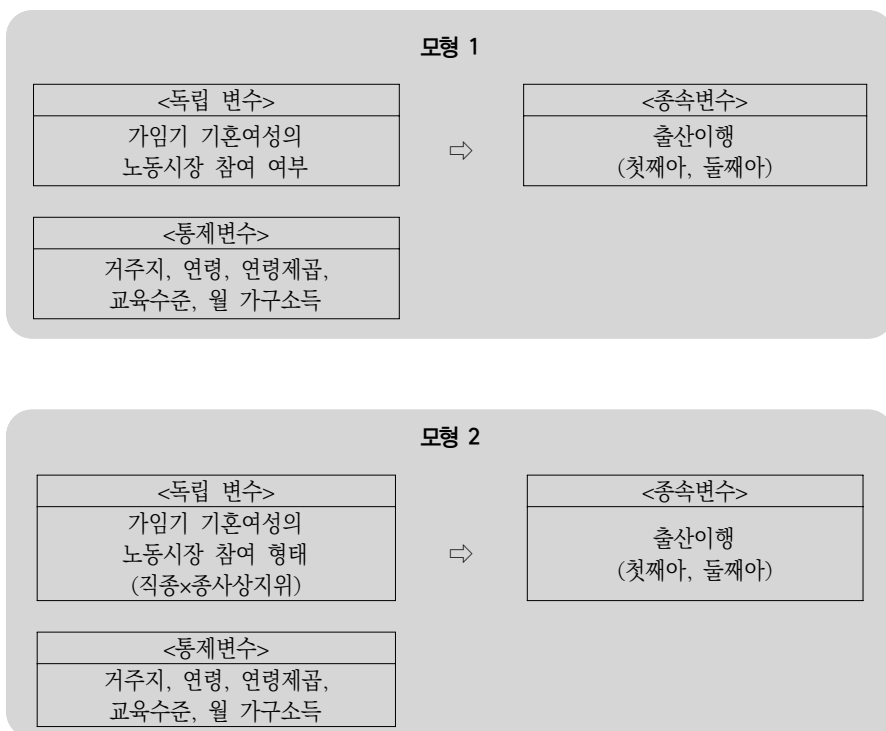 모형 1
<독립 변수>
가임기 기혼여성의
노동시장 참여 여부
⇨
<종속변수>
출산이행
(첫째아, 둘째아)
<통제변수>
거주지, 연령, 연령제곱,
교육수준, 월 가구소득
모형 2
<독립 변수>
가임기 기혼여성의
노동시장 참여 형태
(직종×종사상지위)
⇨
<종속변수>
출산이행
(첫째아, 둘째아)
<통제변수>
거주지, 연령, 연령제곱,
교육수준, 월 가구소득